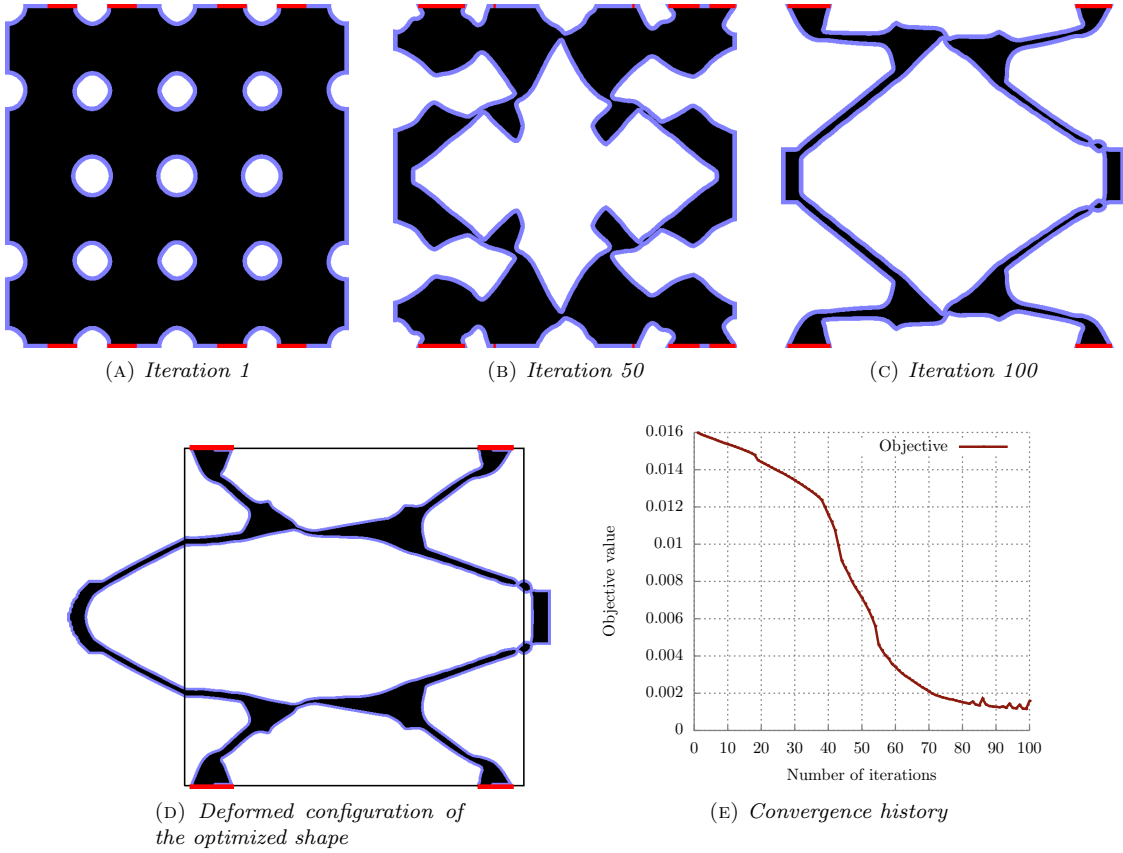 (A) Iteration 1
(B) Iteration 50
(C) Iteration 100
(D) Deformed configuration of
the optimized shape
Objective
Objective value
0.016
0.014
0.012
0.01
0.008
0.006
0.004
0.002
0
0 10 20 30 40 50 60 70 80 90 100
Number of iterations
(E) Convergence history